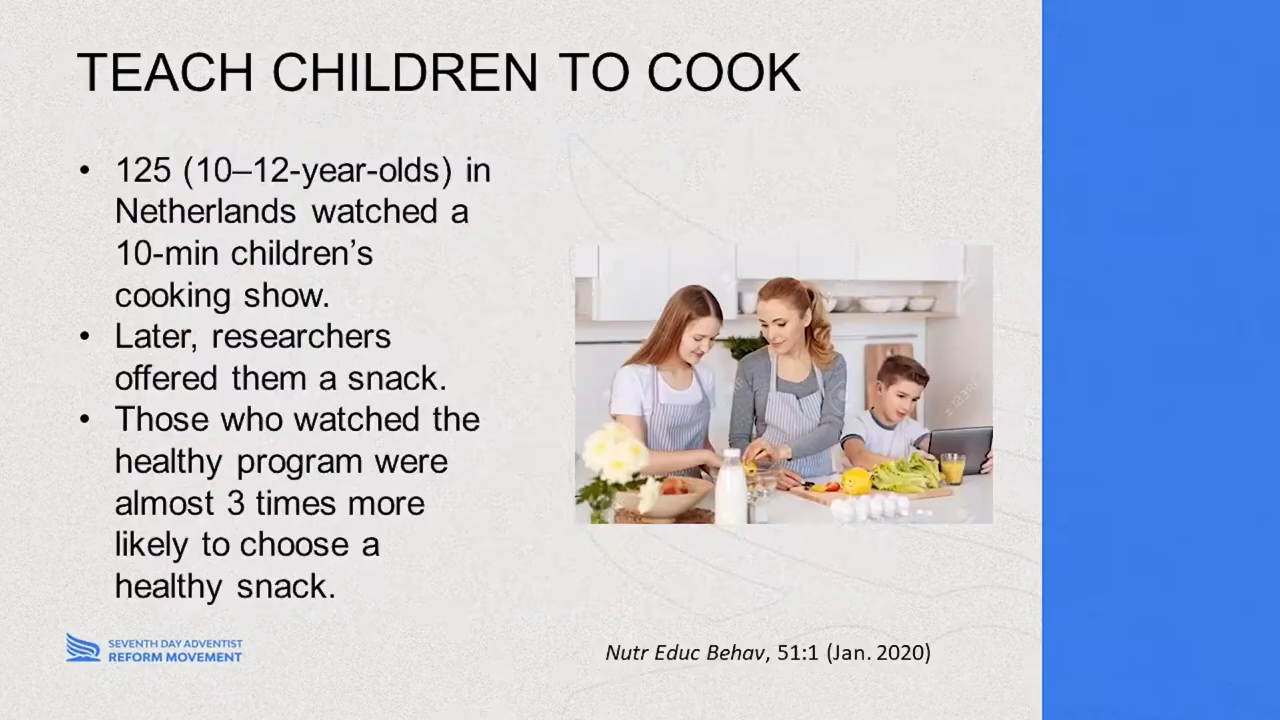 TEACH CHILDREN TO COOK
• 125 (10–12-year-olds) in
Netherlands watched a
10-min children’s
cooking show.
• Later, researchers
offered them a snack.
• Those who watched the
healthy program were
almost 3 times more
likely to choose a
healthy snack.
SEVENTH DAY ADVENTIST
REFORM MOVEMENT
Nutr Educ Behav, 51:1 (Jan. 2020)